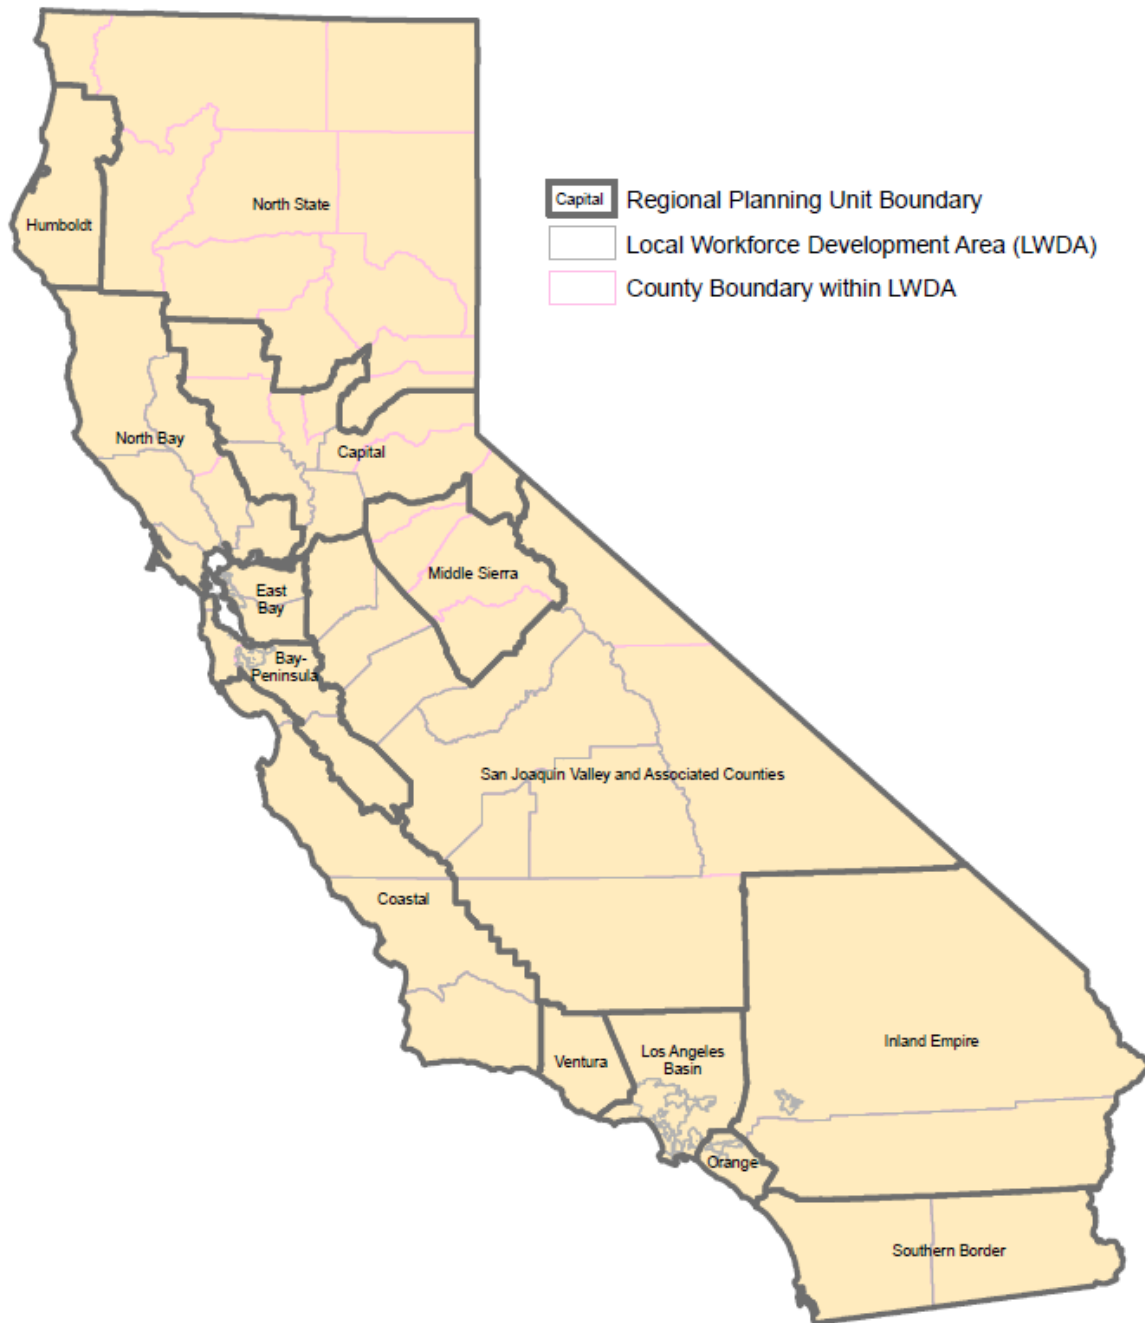 Capital Regional Planning Unit Boundary
Local Workforce Development Area (LWDA)
County Boundary within LWDA
North State
Humboldt
North Bay
Capital
Middle Sierra
East
Bay
Bay-
Peninsula
San Joaquin Valley and Associated Counties
Coastal
Inland Empire
Los Angeles
Basin
Ventura
Orange
Southern Border